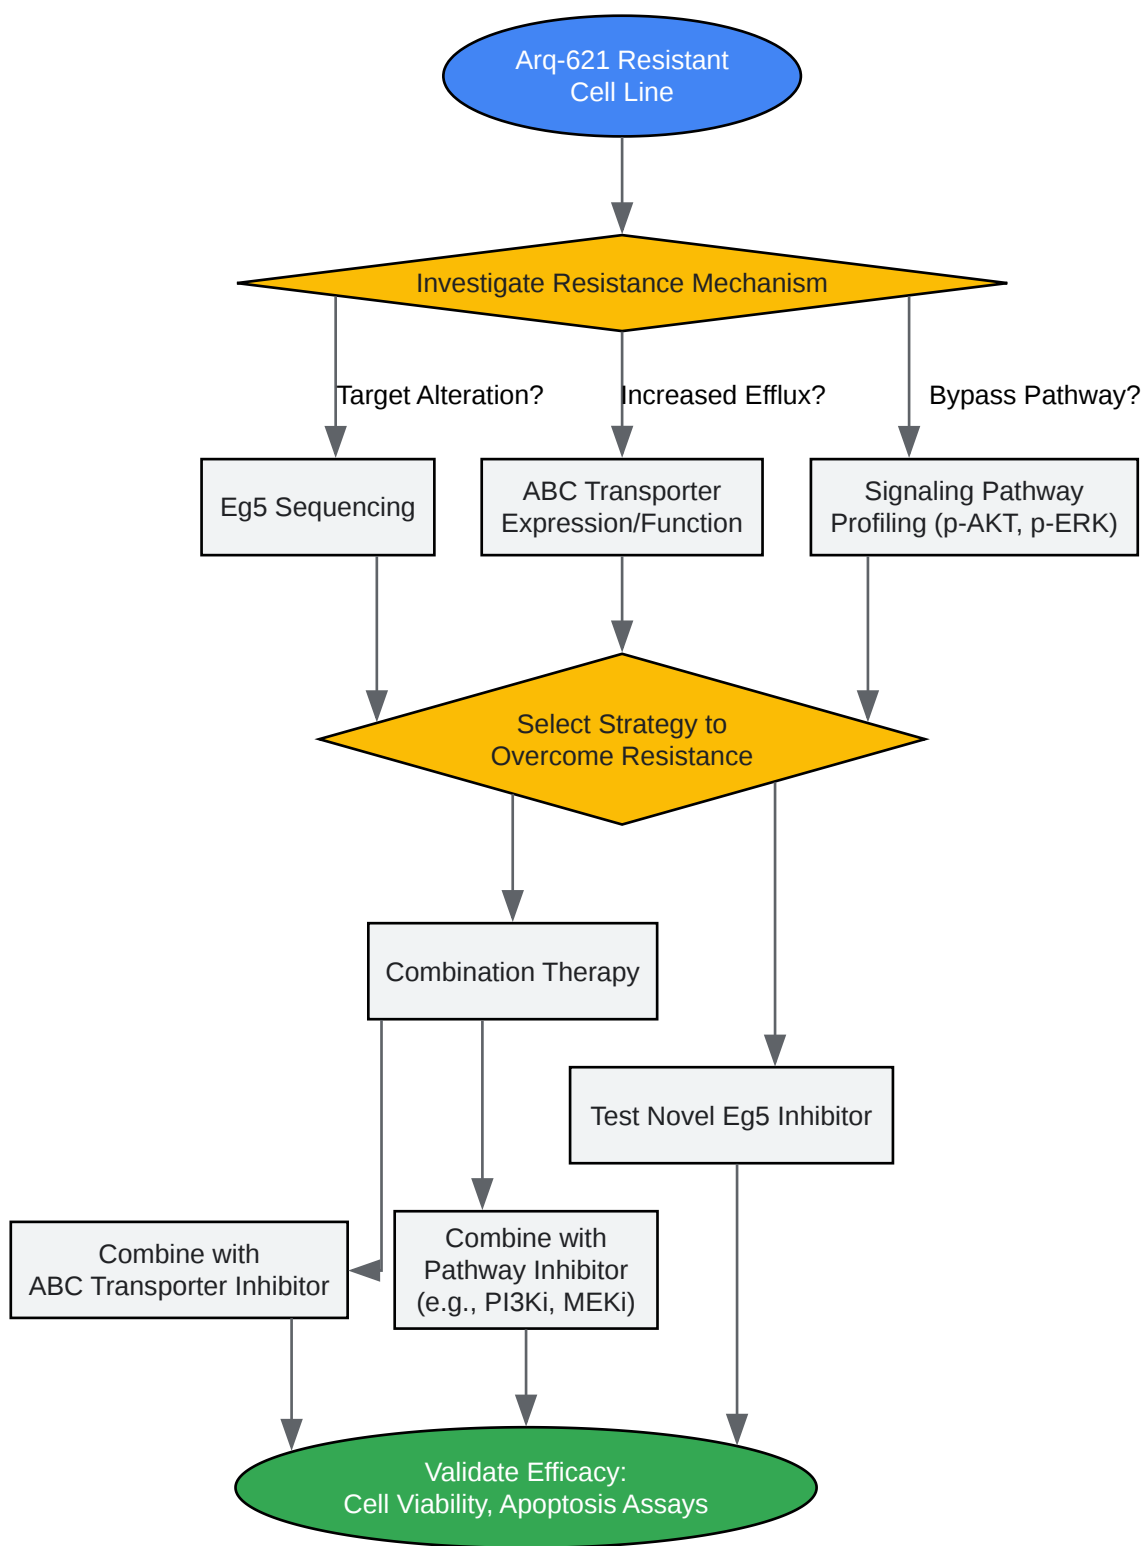 Arq-621 Resistant
Cell Line
Investigate Resistance Mechanism
Target Alteration?
Increased Efflux?
Bypass Pathway?
Eg5 Sequencing
ABC Transporter
Expression/Function
Signaling Pathway
Profiling (p-AKT, p-ERK)
Select Strategy to
Overcome Resistance
Combination Therapy
Test Novel Eg5 Inhibitor
Combine with
ABC Transporter Inhibitor
Combine with
Pathway Inhibitor
(e.g., PI3Ki, MEKi)
Validate Efficacy:
Cell Viability, Apoptosis Assays